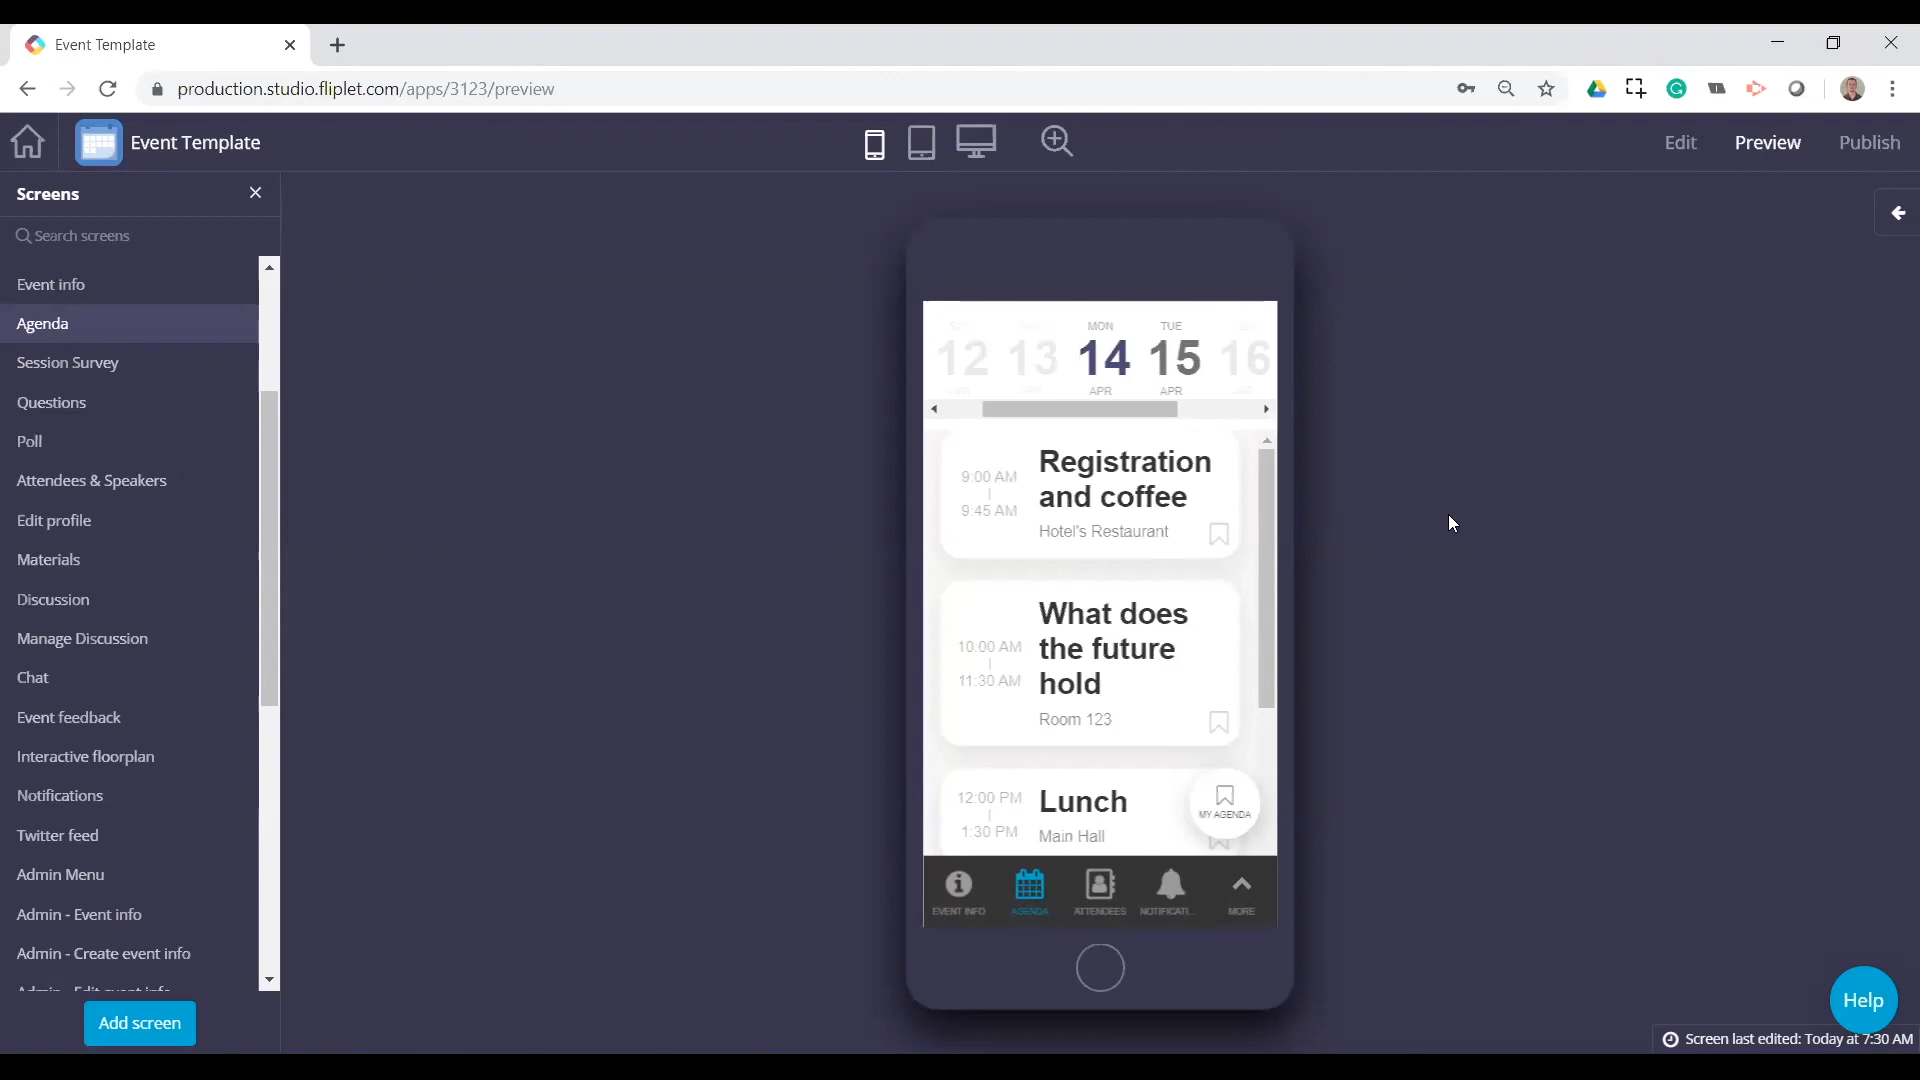 Event Template
production.studio.fliplet.com/apps/3123/preview
Event Template
Edit
Preview
Publish
Screens
Search screens
Event info
Agenda
Session Survey
Questions
Poll
Attendees & Speakers
Edit profile
Materials
Discussion
Manage Discussion
Chat
Event feedback
Interactive floorplan
Notifications
Twitter feed
Admin Menu
Admin - Event info
Admin - Create event info
Admin - Edit event info
Add screen
MON TUE
12 13 14 15 16
APR APR
9:00 AM
9:45 AM
Registration
and coffee
Hotel's Restaurant
10:00 AM
11:30 AM
What does
the future
hold
Room 123
12:00 PM
1:30 PM
Lunch
Main Hall
MY AGENDA
EVENT INFO
AGENDA
ATTENDEES
NOTIFICATI...
MORE
Help
Screen last edited: Today at 7:30 AM